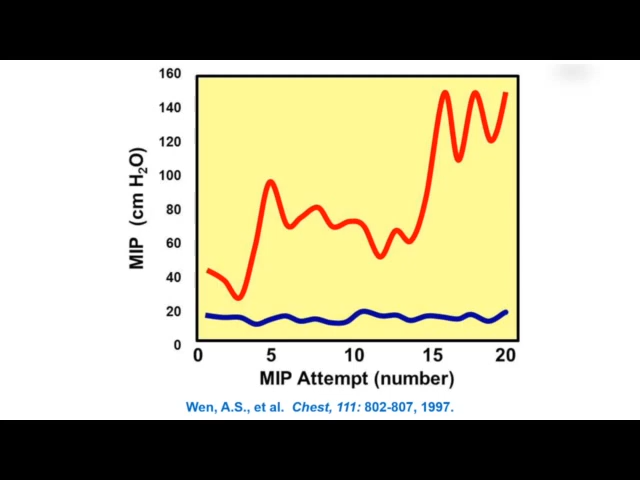 160
140
120
100
80
60
40
20
0
MIP (cm H₂O)
0 5 10 15 20
MIP Attempt (number)
Wen, A.S., et al. Chest, 111: 802-807, 1997.